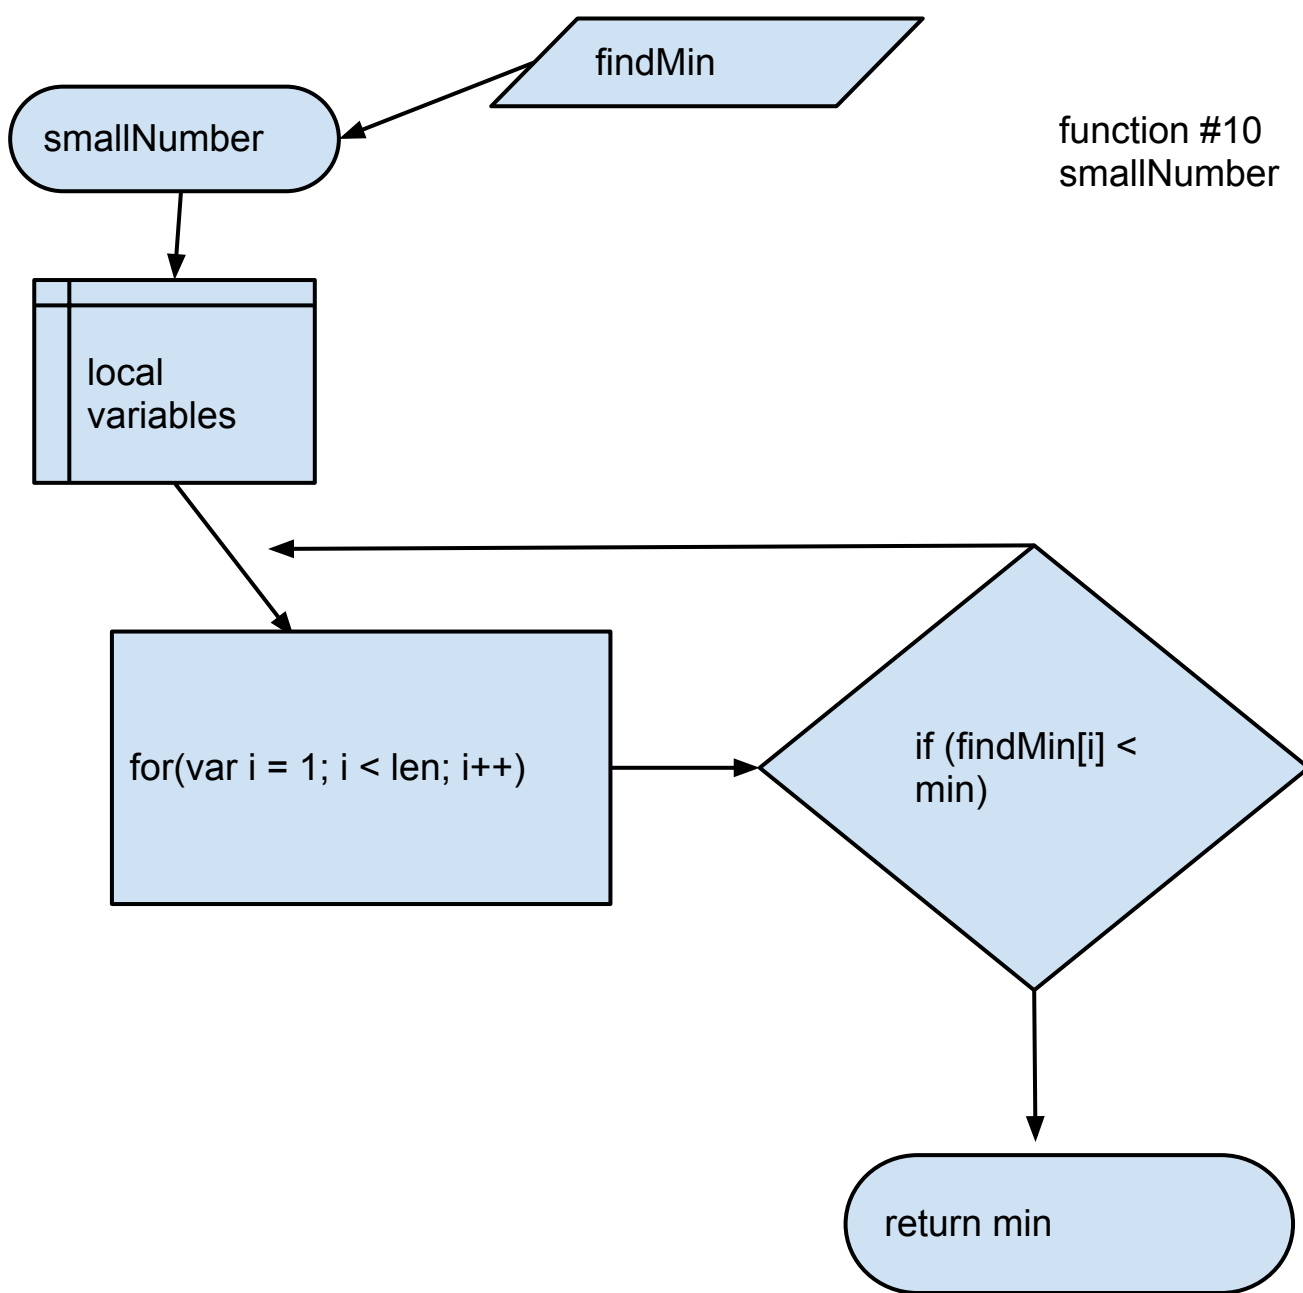 findMin
smallNumber
function #10
smallNumber
local
variables
for(var i = 1; i < len; i++)
if (findMin[i] <
min)
return min